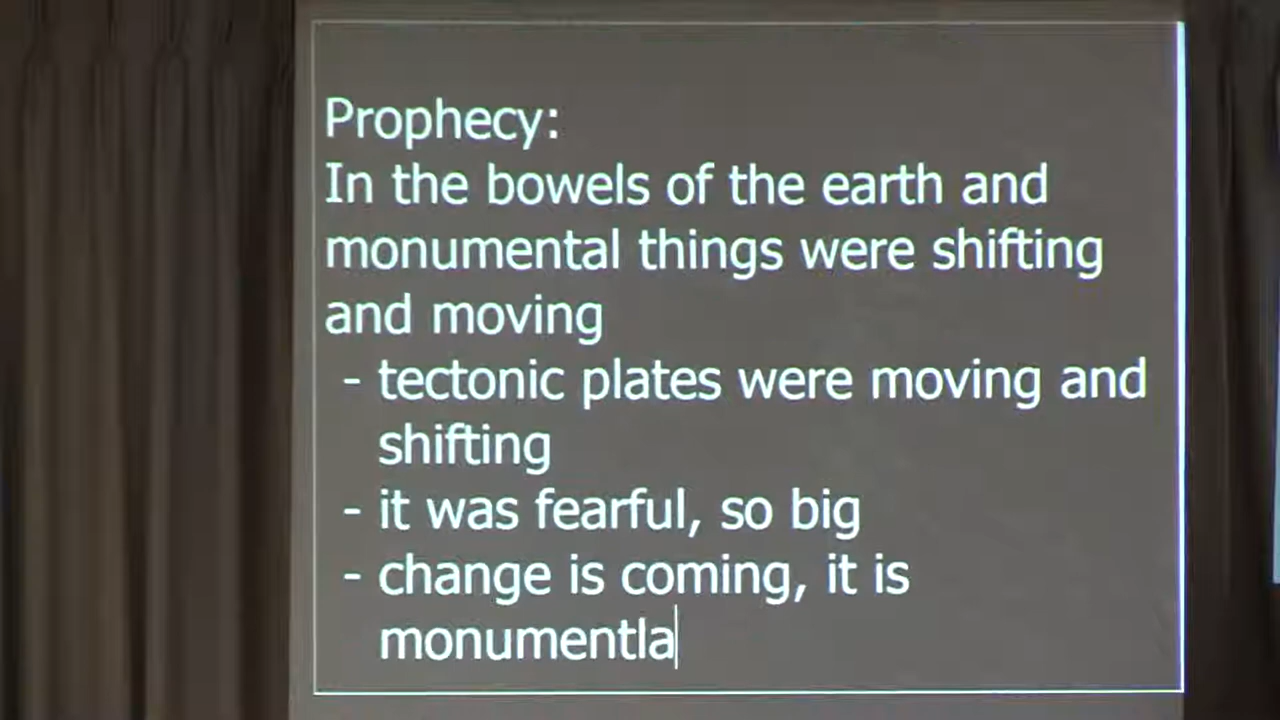 Prophecy:
In the bowels of the earth and
monumental things were shifting
and moving
- tectonic plates were moving and
shifting
- it was fearful, so big
- change is coming, it is
monumentla